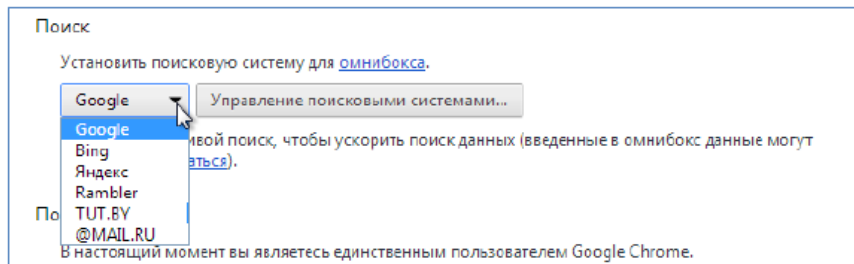 Поиск
Установить поисковую систему для омнибокса.
Google Управление поисковыми системами...
Google
ивой поиск, чтобы ускорить поиск данных (введенные в омнибокс данные могут
Bing
аться).
Яндекс
Rambler
По TUT.BY
@MAIL.RU
В настоящий момент вы являетесь единственным пользователем Google Chrome.